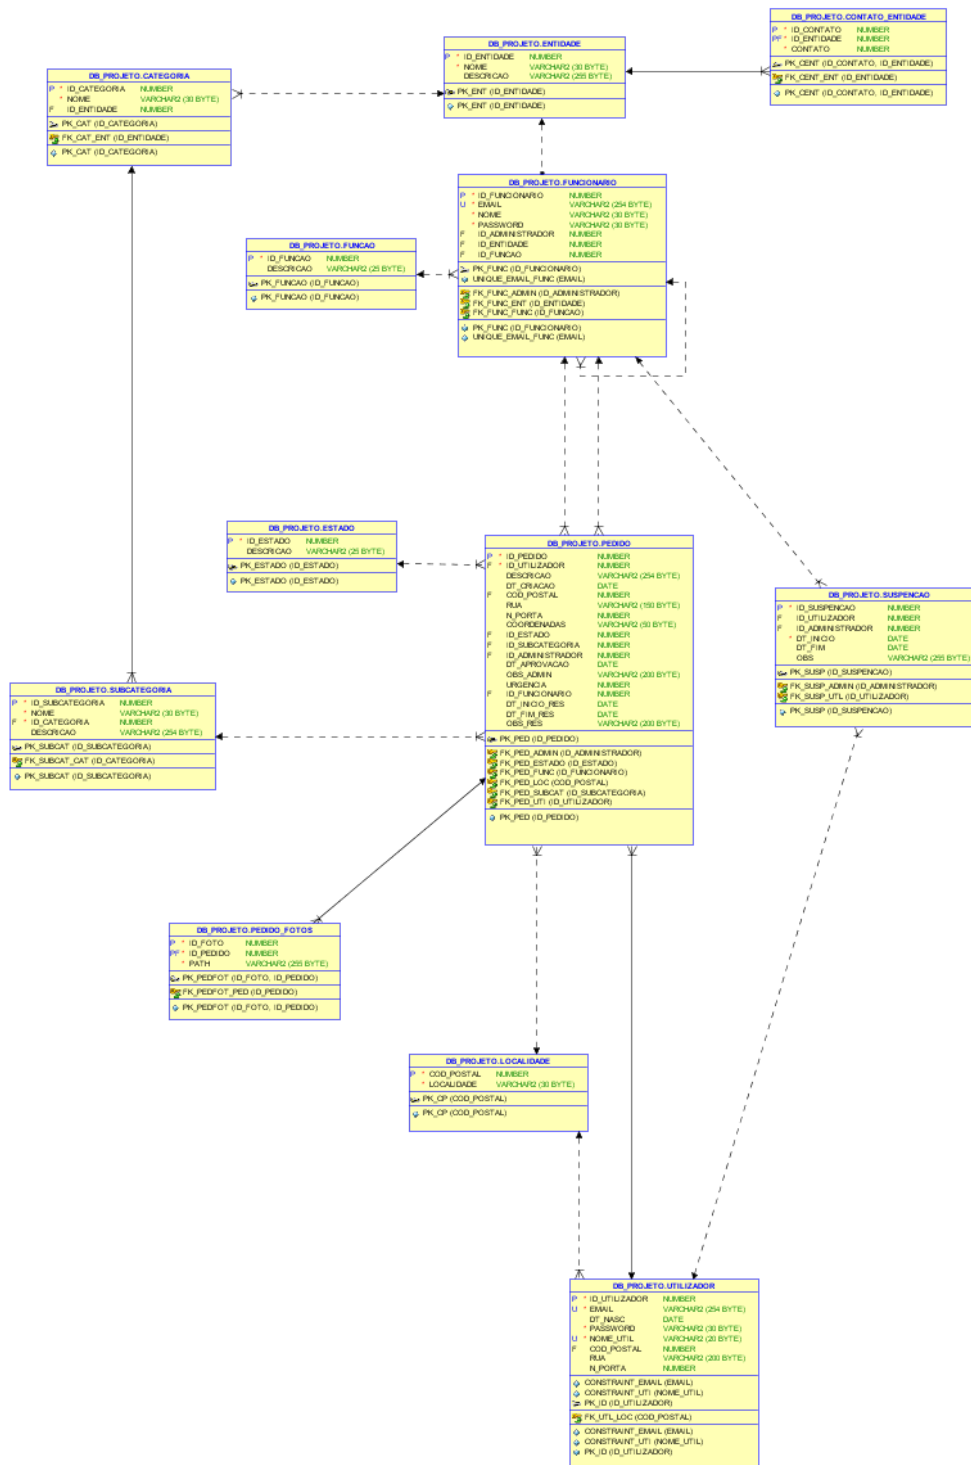 DB_PROJETO.CONTATO_ENTIDADE
P * ID_CONTATO NUMBER
PF * ID_ENTIDADE NUMBER
* CONTATO NUMBER
PK_CENT (ID_CONTATO, ID_ENTIDADE)
FK_CENT_ENT (ID_ENTIDADE)
PK_CENT (ID_CONTATO, ID_ENTIDADE)
DB_PROJETO.ENTIDADE
P * ID_ENTIDADE NUMBER
* NOME VARCHAR2 (30 BYTE)
DESCRICAO VARCHAR2 (255 BYTE)
PK_ENT (ID_ENTIDADE)
PK_ENT (ID_ENTIDADE)
DB_PROJETO.CATEGORIA
P * ID_CATEGORIA NUMBER
* NOME VARCHAR2 (30 BYTE)
F ID_ENTIDADE NUMBER
PK_CAT (ID_CATEGORIA)
FK_CAT_ENT (ID_ENTIDADE)
PK_CAT (ID_CATEGORIA)
DB_PROJETO.FUNCIONARIO
P * ID_FUNCIONARIO NUMBER
U * EMAIL VARCHAR2 (254 BYTE)
* NOME VARCHAR2 (30 BYTE)
* PASSWORD VARCHAR2 (30 BYTE)
F ID_ADMINISTRADOR NUMBER
F ID_ENTIDADE NUMBER
F ID_FUNCAO NUMBER
PK_FUNC (ID_FUNCIONARIO)
UNIQUE_EMAIL_FUNC (EMAIL)
FK_FUNC_ADMIN (ID_ADMINISTRADOR)
FK_FUNC_ENT (ID_ENTIDADE)
FK_FUNC_FUNC (ID_FUNCAO)
PK_FUNC (ID_FUNCIONARIO)
UNIQUE_EMAIL_FUNC (EMAIL)
DB_PROJETO.FUNCAO
P * ID_FUNCAO NUMBER
DESCRICAO VARCHAR2 (25 BYTE)
PK_FUNCAO (ID_FUNCAO)
PK_FUNCAO (ID_FUNCAO)
DB_PROJETO.ESTADO
P * ID_ESTADO NUMBER
DESCRICAO VARCHAR2 (25 BYTE)
PK_ESTADO (ID_ESTADO)
PK_ESTADO (ID_ESTADO)
DB_PROJETO.PEDIDO
P * ID_PEDIDO NUMBER
F * ID_UTILIZADOR NUMBER
DESCRICAO VARCHAR2 (254 BYTE)
DT_CRIACAO DATE
F COD_POSTAL NUMBER
RUA VARCHAR2 (150 BYTE)
N_PORTA NUMBER
COORDENADAS VARCHAR2 (50 BYTE)
F ID_ESTADO NUMBER
F ID_SUBCATEGORIA NUMBER
F ID_ADMINISTRADOR NUMBER
DT_APROVACAO DATE
OBS_ADMIN VARCHAR2 (200 BYTE)
URGENCIA NUMBER
F ID_FUNCIONARIO NUMBER
DT_INICIO_RES DATE
DT_FIM_RES DATE
OBS_RES VARCHAR2 (200 BYTE)
PK_PED (ID_PEDIDO)
FK_PED_ADMIN (ID_ADMINISTRADOR)
FK_PED_ESTADO (ID_ESTADO)
FK_PED_FUNC (ID_FUNCIONARIO)
FK_PED_LOC (COD_POSTAL)
FK_PED_SUBCAT (ID_SUBCATEGORIA)
FK_PED_UTI (ID_UTILIZADOR)
PK_PED (ID_PEDIDO)
DB_PROJETO.SUSPENCAO
P * ID_SUSPENCAO NUMBER
F ID_UTILIZADOR NUMBER
F ID_ADMINISTRADOR NUMBER
* DT_INICIO DATE
DT_FIM DATE
OBS VARCHAR2 (255 BYTE)
PK_SUSP (ID_SUSPENCAO)
FK_SUSP_ADMIN (ID_ADMINISTRADOR)
FK_SUSP_UTL (ID_UTILIZADOR)
PK_SUSP (ID_SUSPENCAO)
DB_PROJETO.SUBCATEGORIA
P * ID_SUBCATEGORIA NUMBER
* NOME VARCHAR2 (30 BYTE)
F * ID_CATEGORIA NUMBER
DESCRICAO VARCHAR2 (254 BYTE)
PK_SUBCAT (ID_SUBCATEGORIA)
FK_SUBCAT_CAT (ID_CATEGORIA)
PK_SUBCAT (ID_SUBCATEGORIA)
DB_PROJETO.PEDIDO_FOTOS
P * ID_FOTO NUMBER
PF * ID_PEDIDO NUMBER
* PATH VARCHAR2 (255 BYTE)
PK_PEDFOT (ID_FOTO, ID_PEDIDO)
FK_PEDFOT_PED (ID_PEDIDO)
PK_PEDFOT (ID_FOTO, ID_PEDIDO)
DB_PROJETO.LOCALIDADE
P * COD_POSTAL NUMBER
* LOCALIDADE VARCHAR2 (30 BYTE)
PK_CP (COD_POSTAL)
PK_CP (COD_POSTAL)
DB_PROJETO.UTILIZADOR
P * ID_UTILIZADOR NUMBER
U * EMAIL VARCHAR2 (254 BYTE)
DT_NASC DATE
* PASSWORD VARCHAR2 (30 BYTE)
U * NOME_UTIL VARCHAR2 (20 BYTE)
F COD_POSTAL NUMBER
RUA VARCHAR2 (200 BYTE)
N_PORTA NUMBER
CONSTRAINT_EMAIL (EMAIL)
CONSTRAINT_UTI (NOME_UTIL)
PK_ID (ID_UTILIZADOR)
FK_UTL_LOC (COD_POSTAL)
CONSTRAINT_EMAIL (EMAIL)
CONSTRAINT_UTI (NOME_UTIL)
PK_ID (ID_UTILIZADOR)